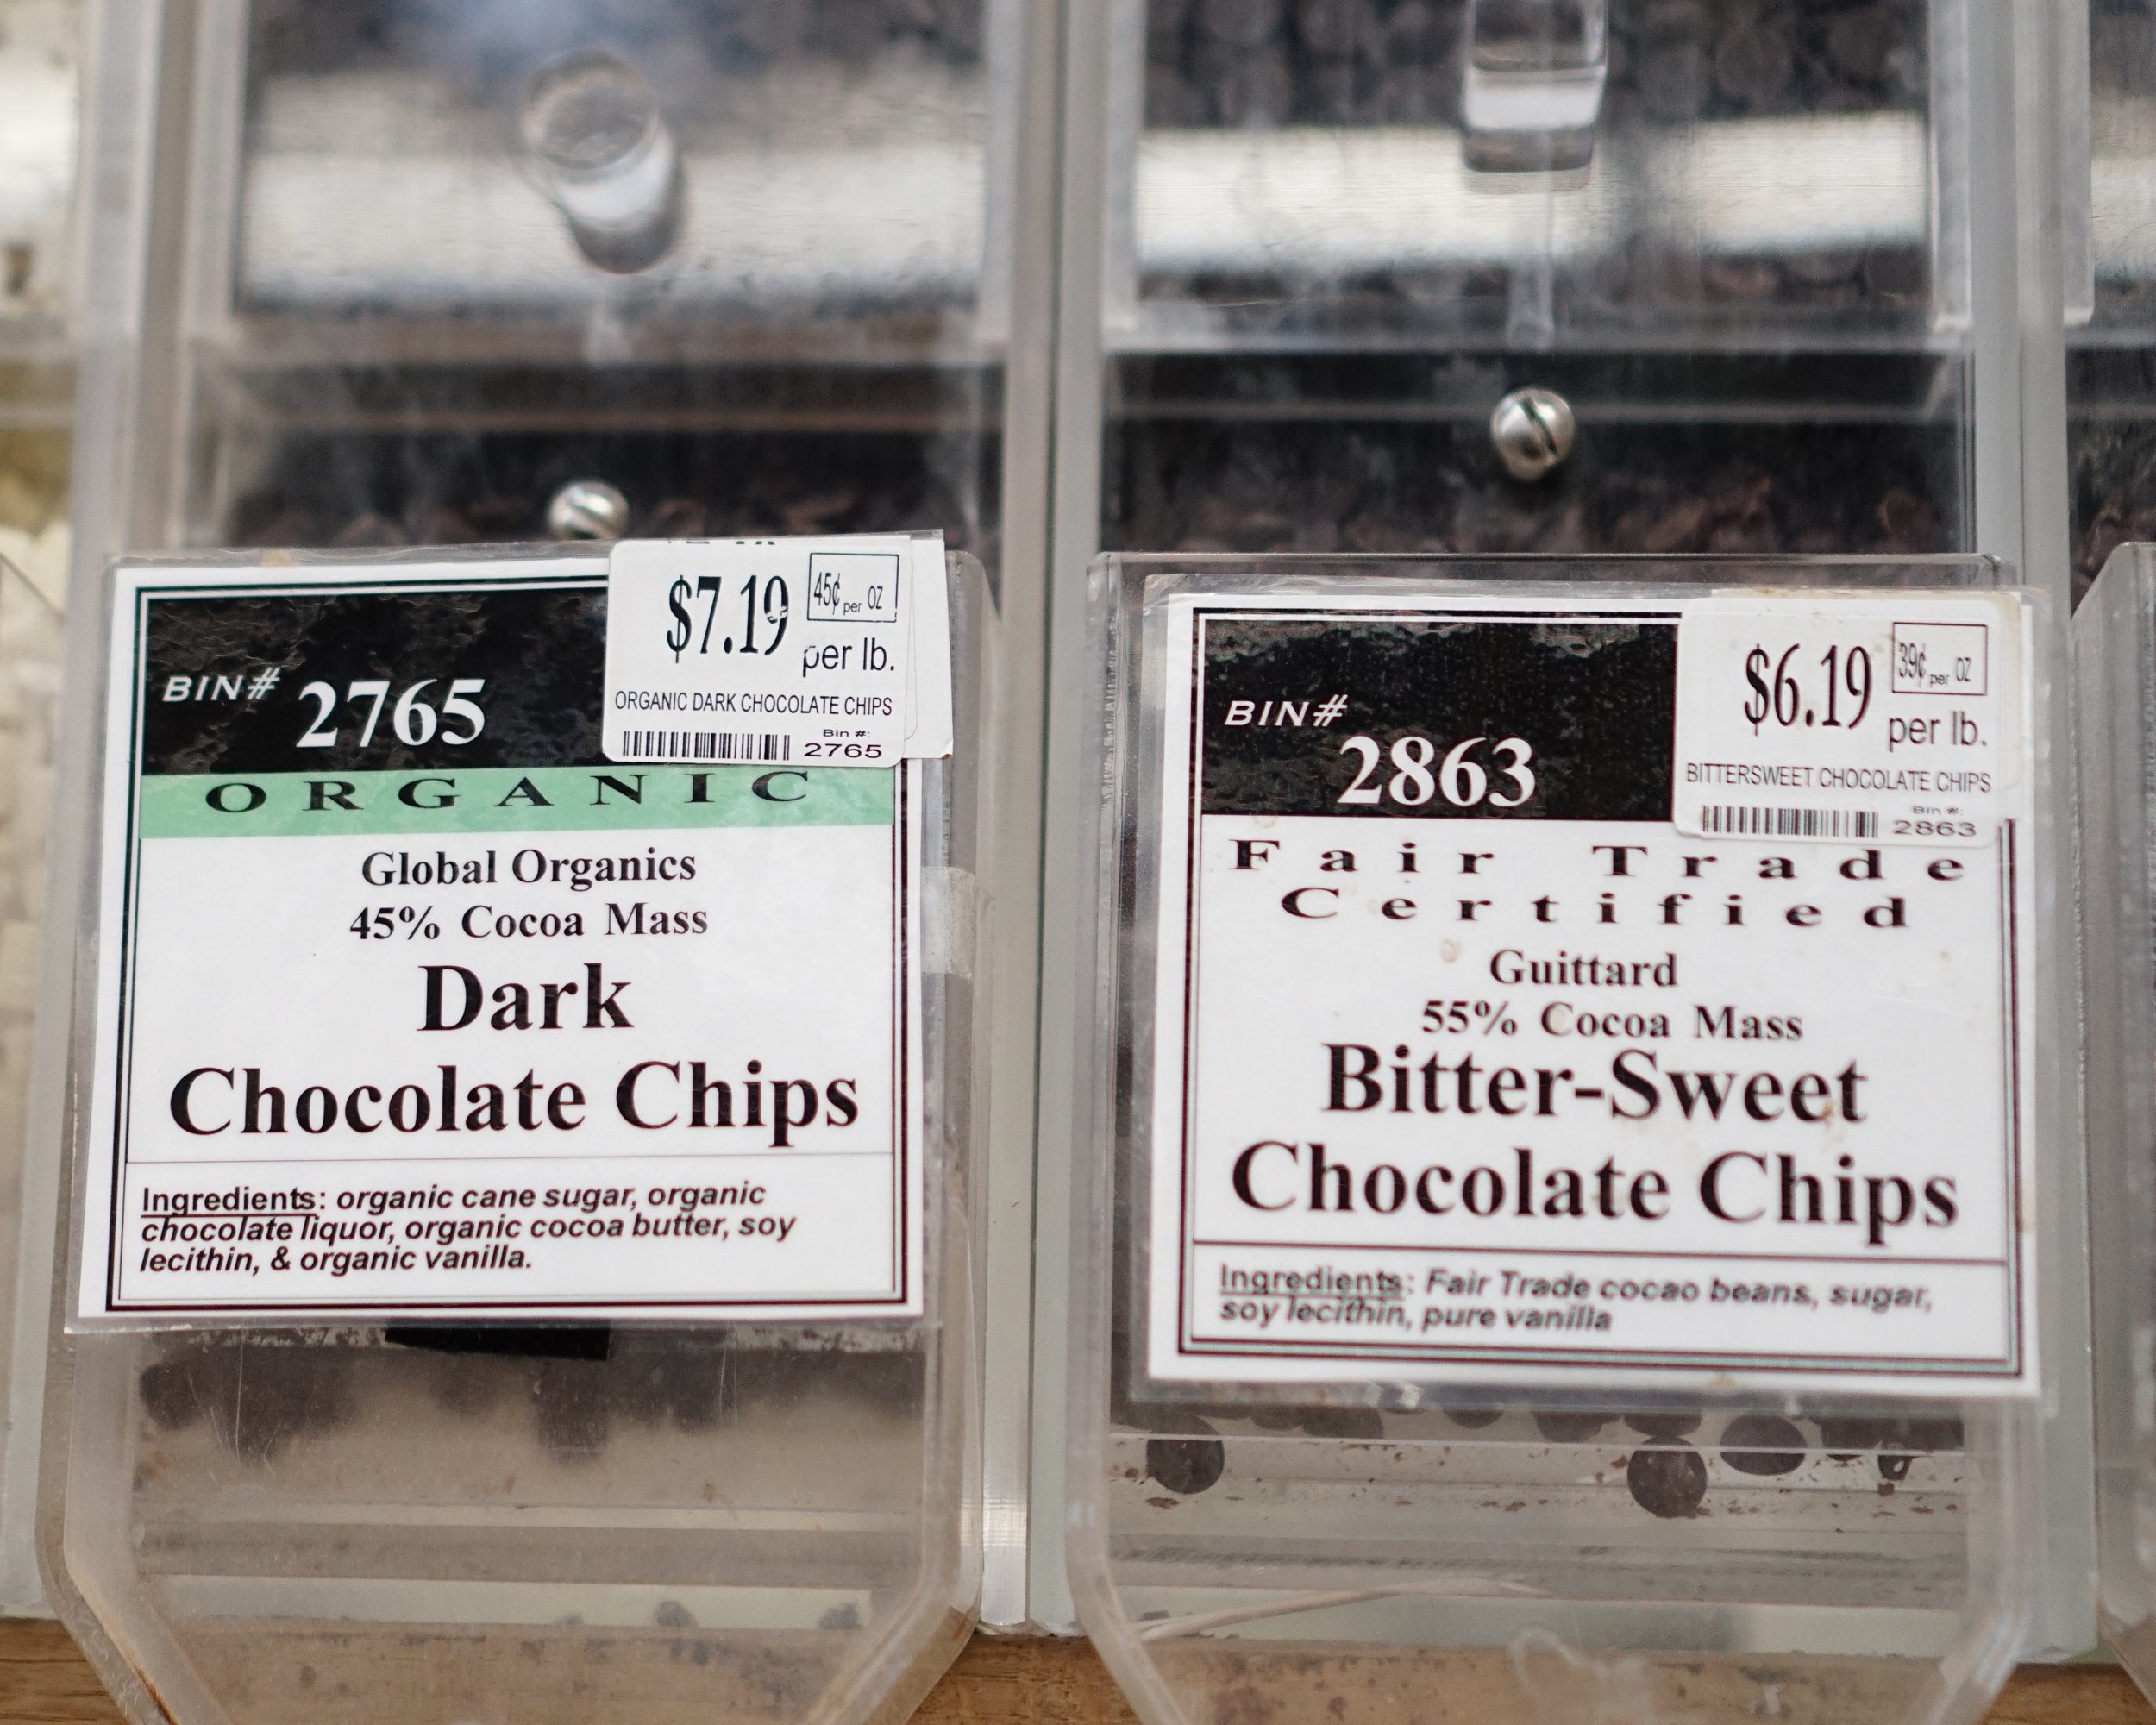 $7.19
45¢ per OZ
per lb.
ORGANIC DARK CHOCOLATE CHIPS
Bin #:
2765
BIN# 2765
ORGANIC
Global Organics
45% Cocoa Mass
Dark
Chocolate Chips
Ingredients: organic cane sugar, organic
chocolate liquor, organic cocoa butter, soy
lecithin, & organic vanilla.
$6.19
39¢ per OZ
per lb.
BITTERSWEET CHOCOLATE CHIPS
Bin #:
2863
BIN#
2863
Fair Trade
Certified
Guittard
55% Cocoa Mass
Bitter-Sweet
Chocolate Chips
Ingredients: Fair Trade cocao beans, sugar,
soy lecithin, pure vanilla